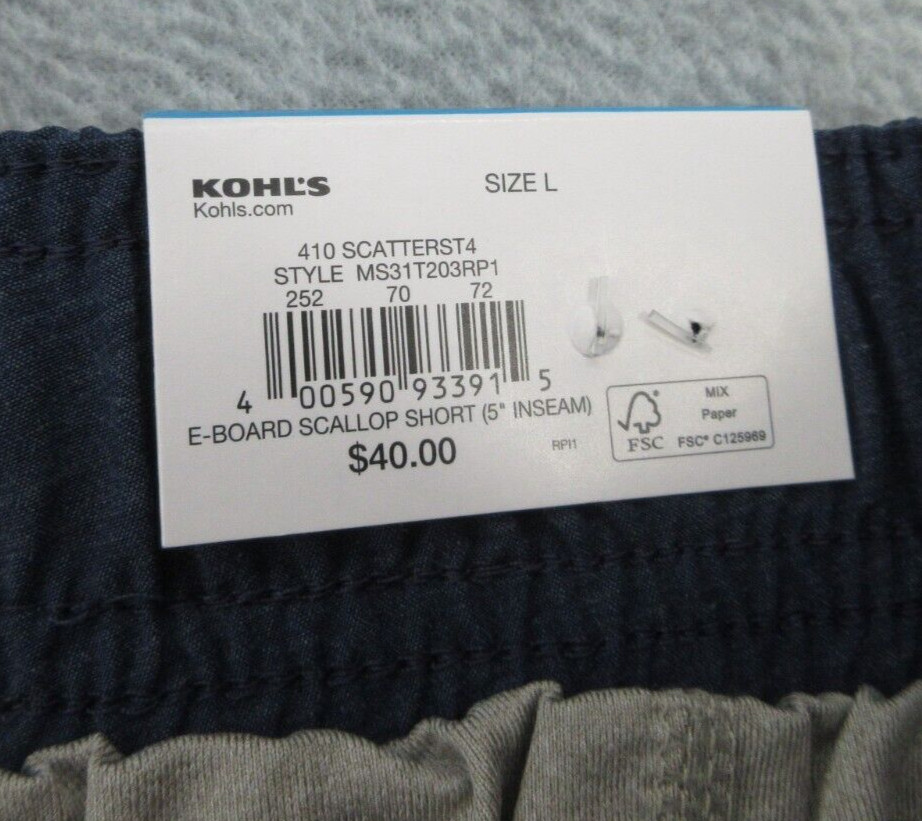 KOHL'S
Kohls.com
SIZE L
410 SCATTERST4
STYLE MS31T203RP1
252 70 72
4 00590 93391 5
E-BOARD SCALLOP SHORT (5" INSEAM)
$40.00
RPI1
FSC
MIX
Paper
FSC® C125969